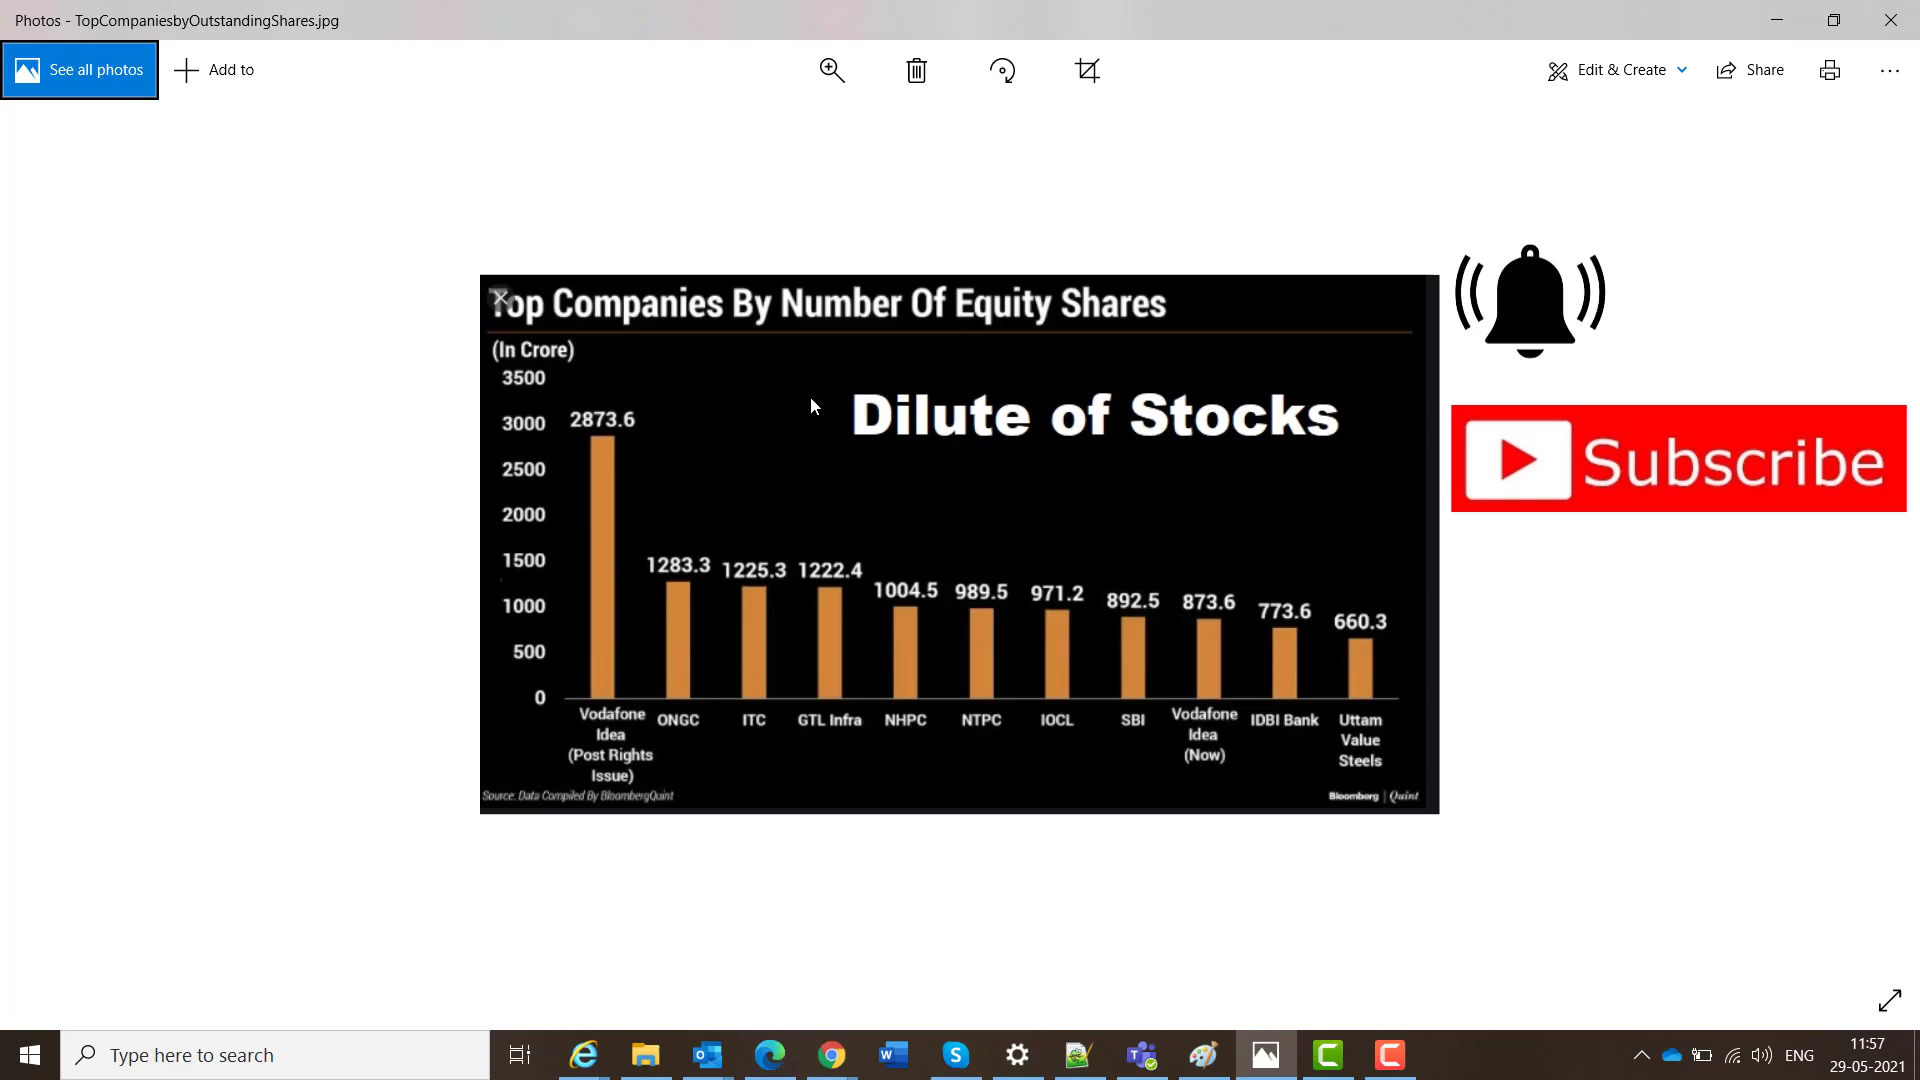 Photos - TopCompaniesbyOutstandingShares.jpg
See all photos
Add to
Edit & Create
Share
Top Companies By Number Of Equity Shares
(In Crore)
Dilute of Stocks
3500
3000
2500
2000
1500
1000
500
0
2873.6
1283.3
1225.3
1222.4
1004.5
989.5
971.2
892.5
873.6
773.6
660.3
Vodafone
Idea
(Post Rights
Issue)
ONGC
ITC
GTL Infra
NHPC
NTPC
IOCL
SBI
Vodafone
Idea
(Now)
IDBI Bank
Uttam
Value
Steels
Source: Data Compiled By BloombergQuint
Bloomberg | Quint
Subscribe
Type here to search
ENG
11:57
29-05-2021